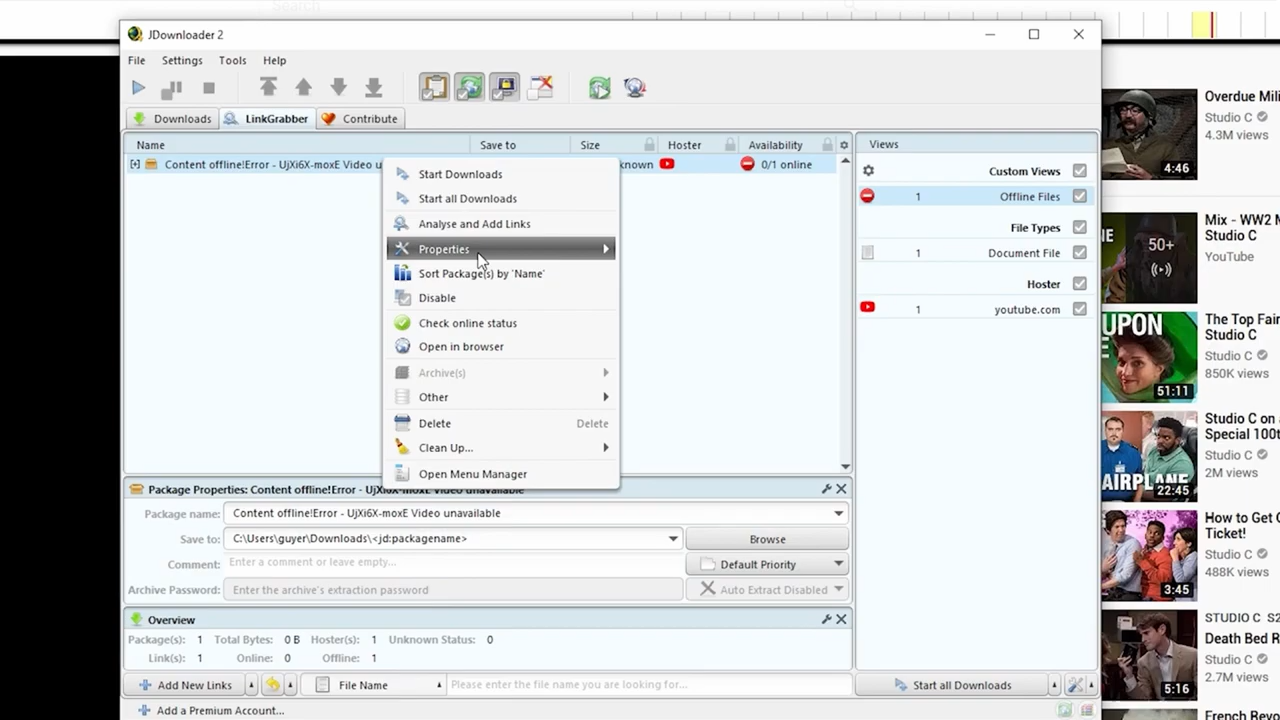 Search
JDownloader 2
File Settings Tools Help
Downloads LinkGrabber Contribute
Name Save to Size Hoster Availability
Content offline!Error - UjXi6X-moxE Video u known 0/1 online
Start Downloads
Start all Downloads
Analyse and Add Links
Properties
Sort Package(s) by 'Name'
Disable
Check online status
Open in browser
Archive(s)
Other
Delete Delete
Clean Up...
Open Menu Manager
Views
Custom Views
1 Offline Files
File Types
1 Document File
Hoster
1 youtube.com
Package Properties: Content offline!Error - UjXi6X-moxE Video unavailable
Package name: Content offline!Error - UjXi6X-moxE Video unavailable
Save to: C:\Users\guyer\Downloads\<jd:packagename> Browse
Comment: Enter a comment or leave empty... Default Priority
Archive Password: Enter the archive's extraction password Auto Extract Disabled
Overview
Package(s): 1 Total Bytes: 0 B Hoster(s): 1 Unknown Status: 0
Link(s): 1 Online: 0 Offline: 1
Add New Links File Name Please enter the file name you are looking for... Start all Downloads
Add a Premium Account...
4:46
Overdue Mili
Studio C
4.3M views
NE
50+
Mix - WW2 M
Studio C
YouTube
UPON
E
51:11
The Top Fair
Studio C
Studio C
850K views
AIRPLANE
22:45
Studio C on a
Special 100t
Studio C
2M views
3:45
How to Get O
Ticket!
Studio C
488K views
5:16
STUDIO C S2
Death Bed R
Studio C
2.7M views
French Revo